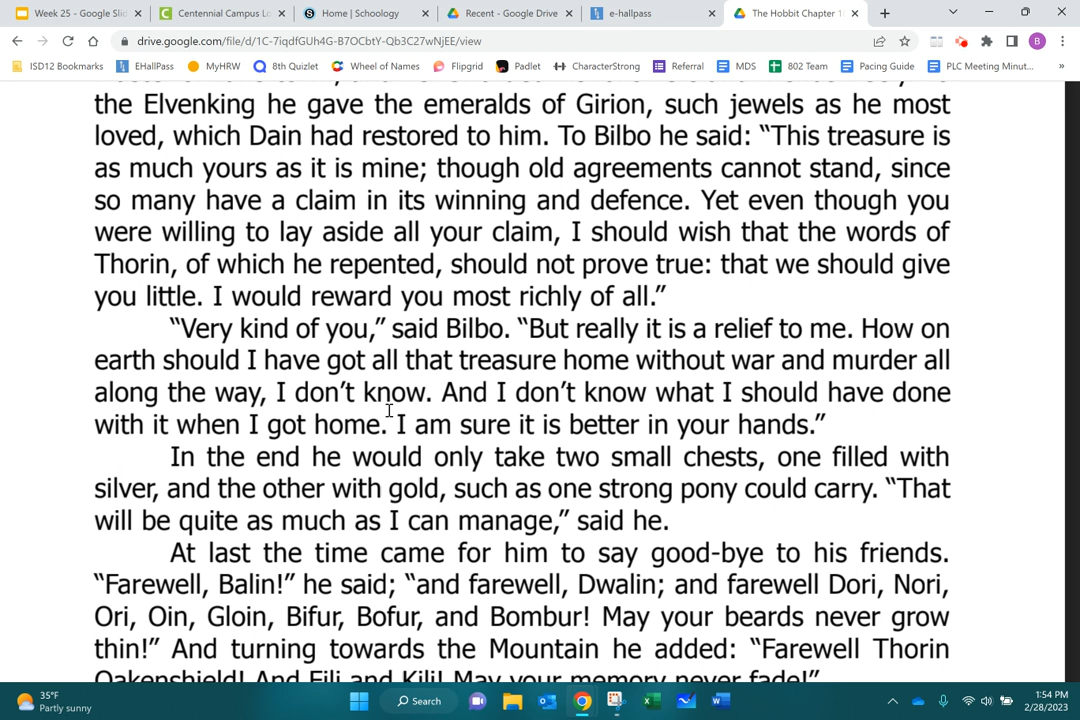 Week 25 - Google Slid
Centennial Campus Lo
Home | Schoology
Recent - Google Drive
e-hallpass
The Hobbit Chapter 1
drive.google.com/file/d/1C-7iqdfGUh4G-B7OCbtY-Qb3C27wNjEE/view
ISD12 Bookmarks
EHallPass
MyHRW
8th Quizlet
Wheel of Names
Flipgrid
Padlet
CharacterStrong
Referral
MDS
802 Team
Pacing Guide
PLC Meeting Minut...
the Elvenking he gave the emeralds of Girion, such jewels as he most
loved, which Dain had restored to him. To Bilbo he said: “This treasure is
as much yours as it is mine; though old agreements cannot stand, since
so many have a claim in its winning and defence. Yet even though you
were willing to lay aside all your claim, I should wish that the words of
Thorin, of which he repented, should not prove true: that we should give
you little. I would reward you most richly of all.”
“Very kind of you,” said Bilbo. “But really it is a relief to me. How on
earth should I have got all that treasure home without war and murder all
along the way, I don’t know. And I don’t know what I should have done
with it when I got home. I am sure it is better in your hands.”
In the end he would only take two small chests, one filled with
silver, and the other with gold, such as one strong pony could carry. “That
will be quite as much as I can manage,” said he.
At last the time came for him to say good-bye to his friends.
“Farewell, Balin!” he said; “and farewell, Dwalin; and farewell Dori, Nori,
Ori, Oin, Gloin, Bifur, Bofur, and Bombur! May your beards never grow
thin!” And turning towards the Mountain he added: “Farewell Thorin
Oakenshield! And Fili and Kili! May your memory never fade!”
35°F
Partly sunny
Search
1:54 PM
2/28/2023